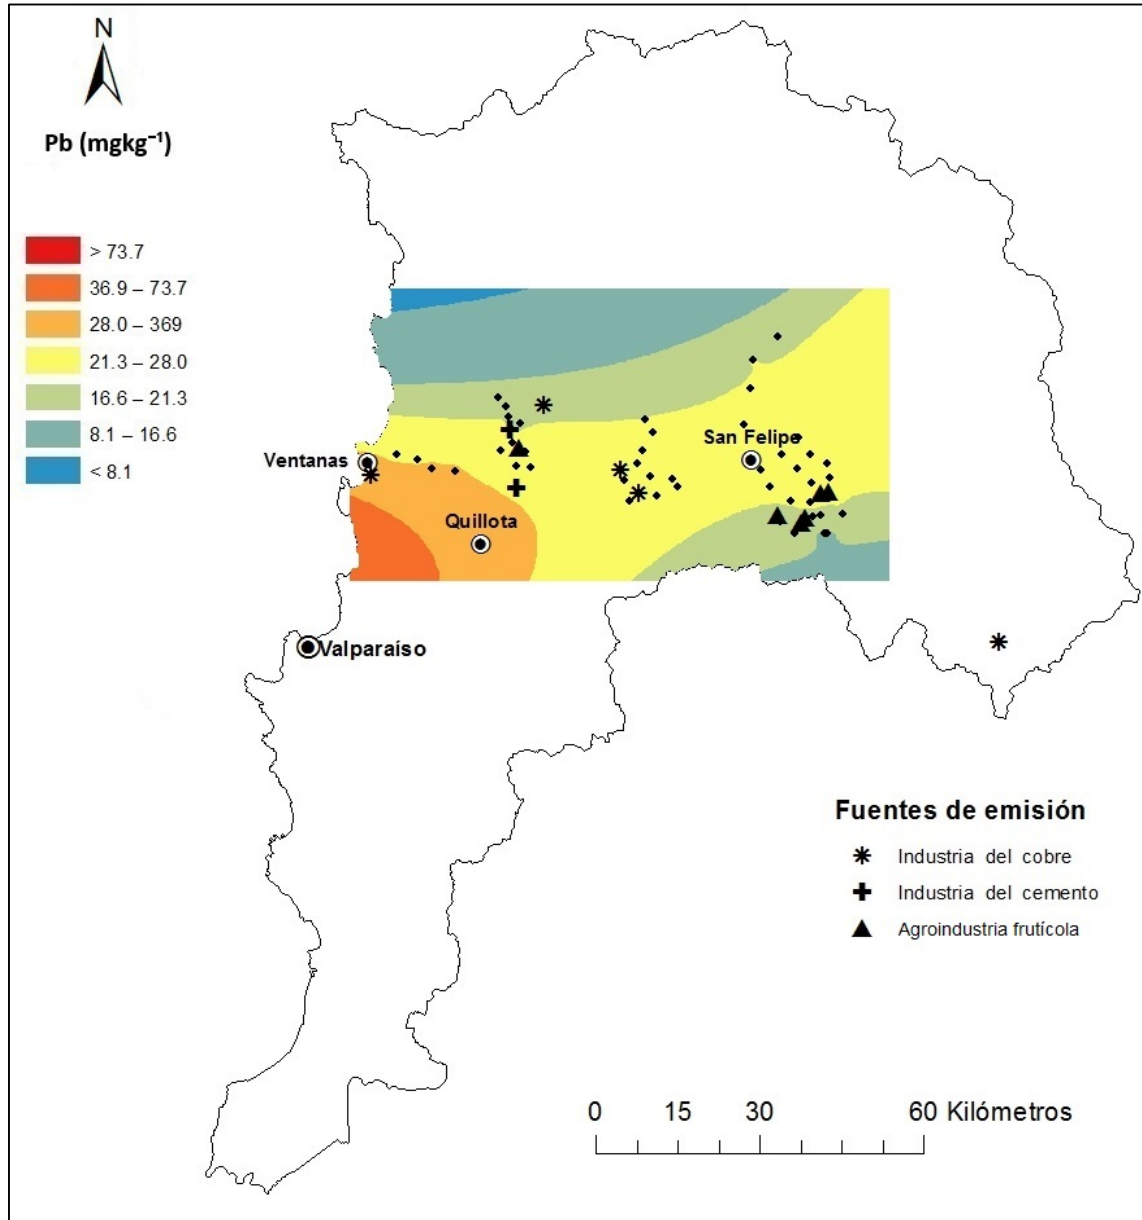 N
Pb (mgkg⁻¹)
> 73.7
36.9 – 73.7
28.0 – 369
21.3 – 28.0
16.6 – 21.3
8.1 – 16.6
< 8.1
San Felipe
Ventanas
Quillota
Valparaíso
Fuentes de emisión
Industria del cobre
Industria del cemento
Agroindustria frutícola
0 15 30 60 Kilómetros